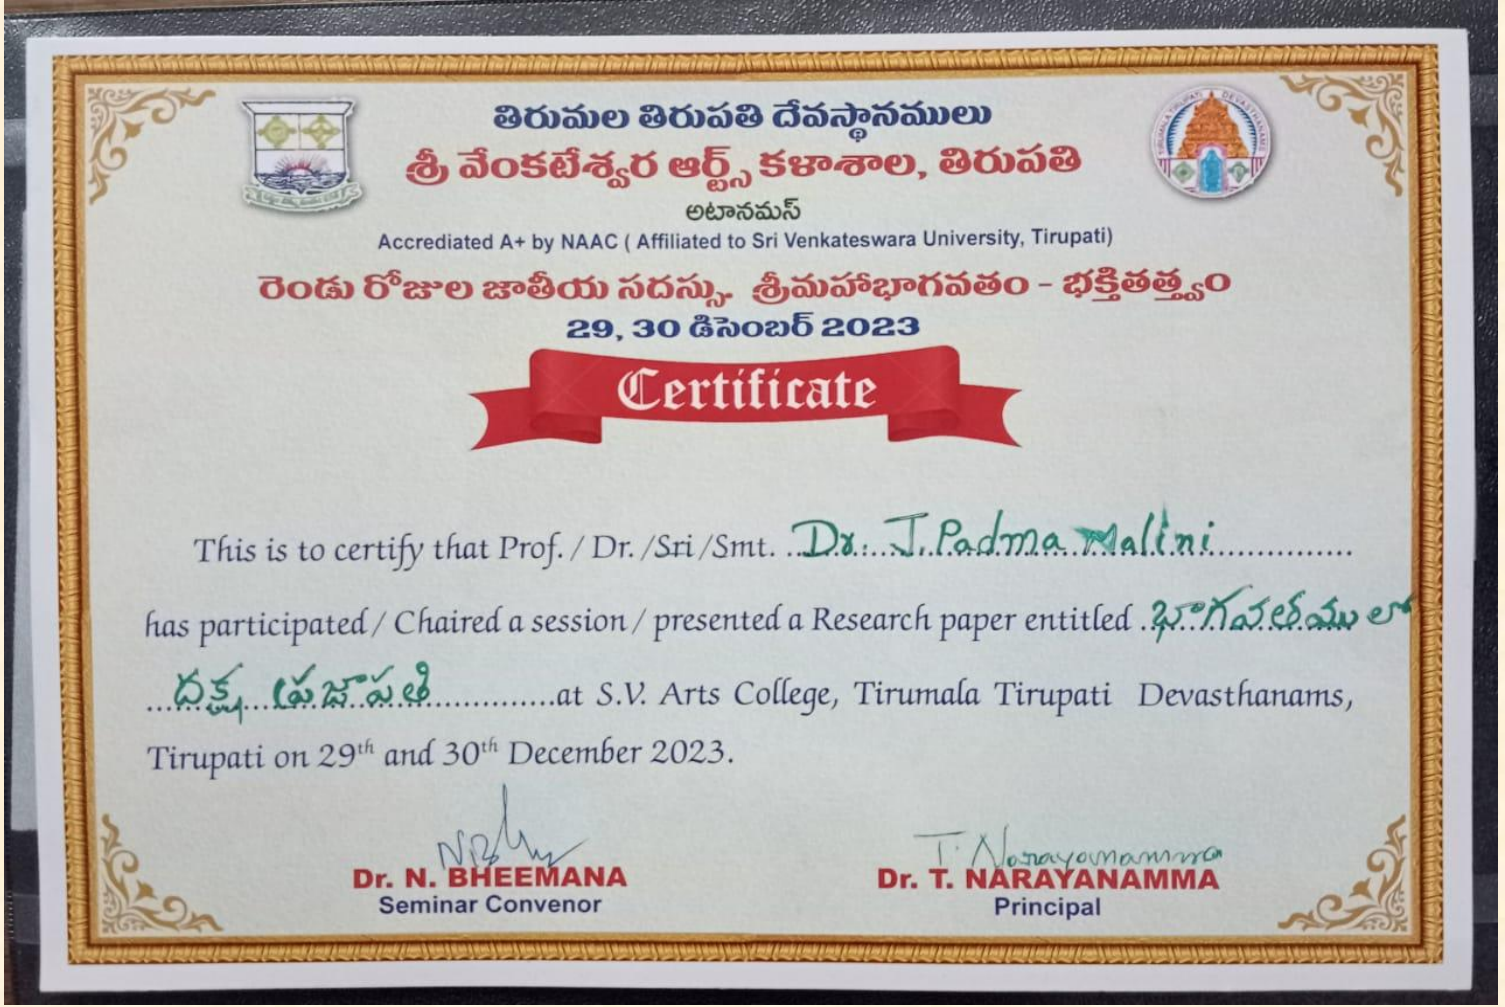 తిరుమల తిరుపతి దేవస్థానములు
శ్రీ వేంకటేశ్వర ఆర్ట్స్ కళాశాల, తిరుపతి
అటానమస్
Accrediated A+ by NAAC ( Affiliated to Sri Venkateswara University, Tirupati)
రెండు రోజుల జాతీయ సదస్సు. శ్రీమహాభాగవతం - భక్తితత్త్వం
29, 30 డిసెంబర్ 2023
Certificate
This is to certify that Prof. / Dr. /Sri /Smt. Dr. J. Padma Malini
has participated / Chaired a session / presented a Research paper entitled భాగవతములో
దక్ష ప్రజాపతి at S.V. Arts College, Tirumala Tirupati Devasthanams,
Tirupati on 29th and 30th December 2023.
T. Narayanamma
Dr. N. BHEEMANA
Dr. T. NARAYANAMMA
Seminar Convenor
Principal